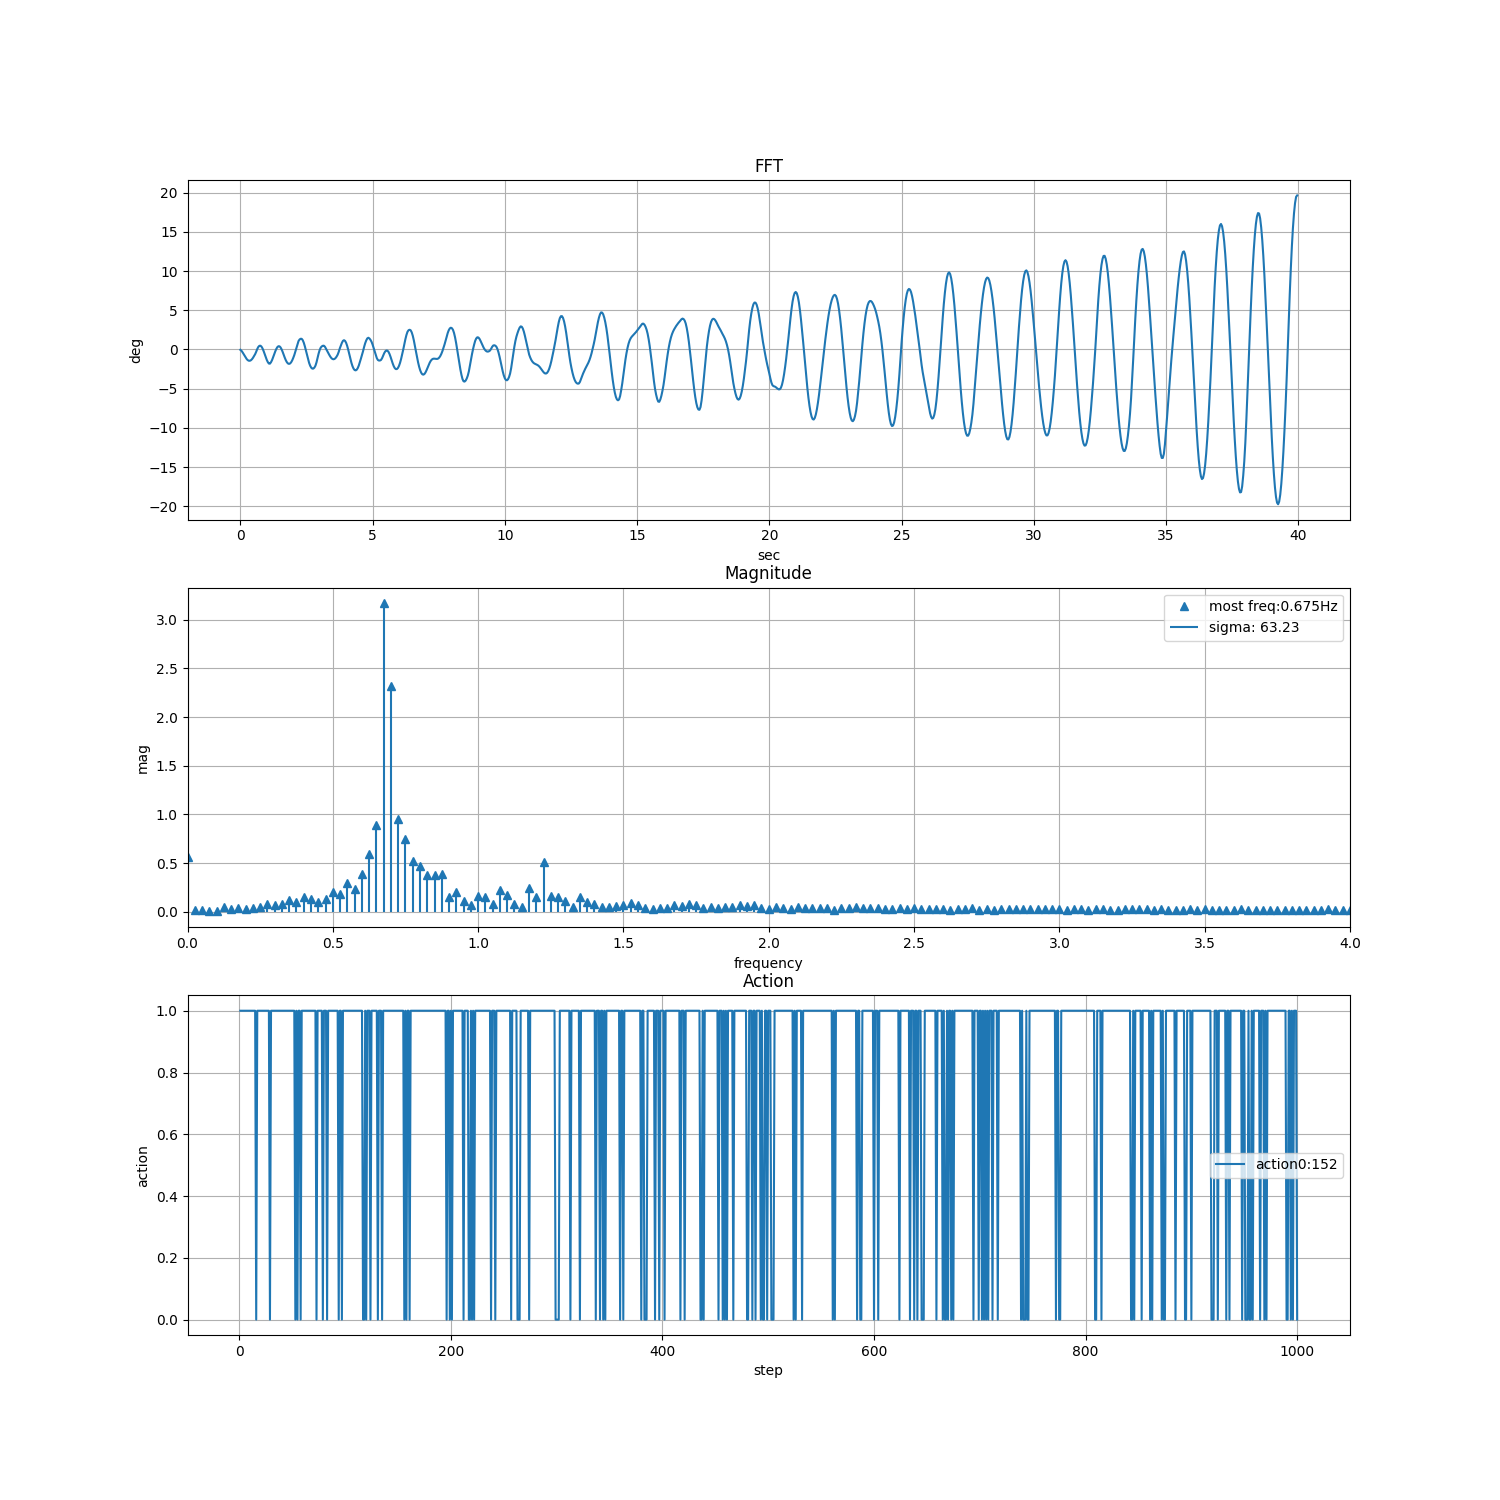 FFT
20
15
10
5
0
−5
−10
−15
−20
deg
0 5 10 15 20 25 30 35 40
sec
Magnitude
most freq:0.675Hz
sigma: 63.23
3.0
2.5
2.0
1.5
1.0
0.5
0.0
mag
0.0 0.5 1.0 1.5 2.0 2.5 3.0 3.5 4.0
frequency
Action
1.0
0.8
0.6
0.4
0.2
0.0
action
action0:152
0 200 400 600 800 1000
step